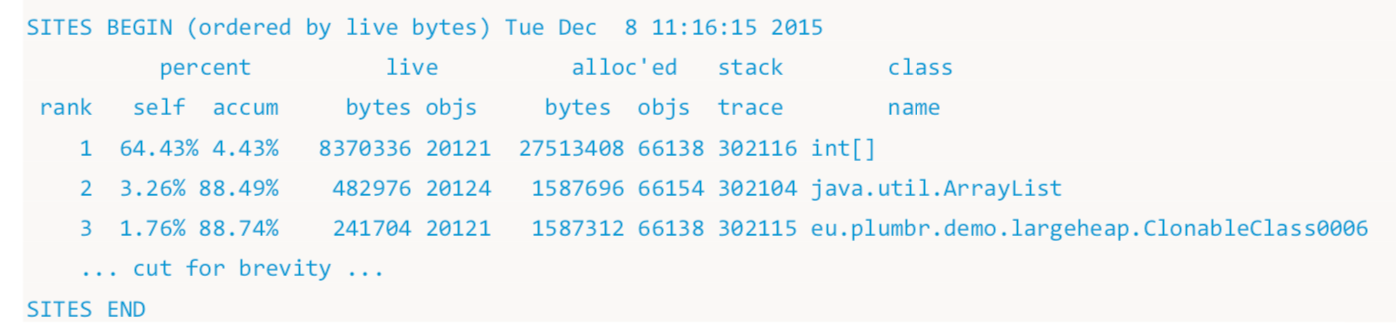 SITES BEGIN (ordered by live bytes) Tue Dec  8 11:16:15 2015
          percent          live              alloc'ed   stack        class
 rank   self  accum     bytes objs     bytes  objs  trace        name
    1  64.43% 4.43%   8370336 20121  27513408 66138 302116 int[]
    2  3.26% 88.49%    482976 20124   1587696 66154 302104 java.util.ArrayList
    3  1.76% 88.74%    241704 20121   1587312 66138 302115 eu.plumbr.demo.largeheap.ClonableClass0006
    ... cut for brevity ...
SITES END